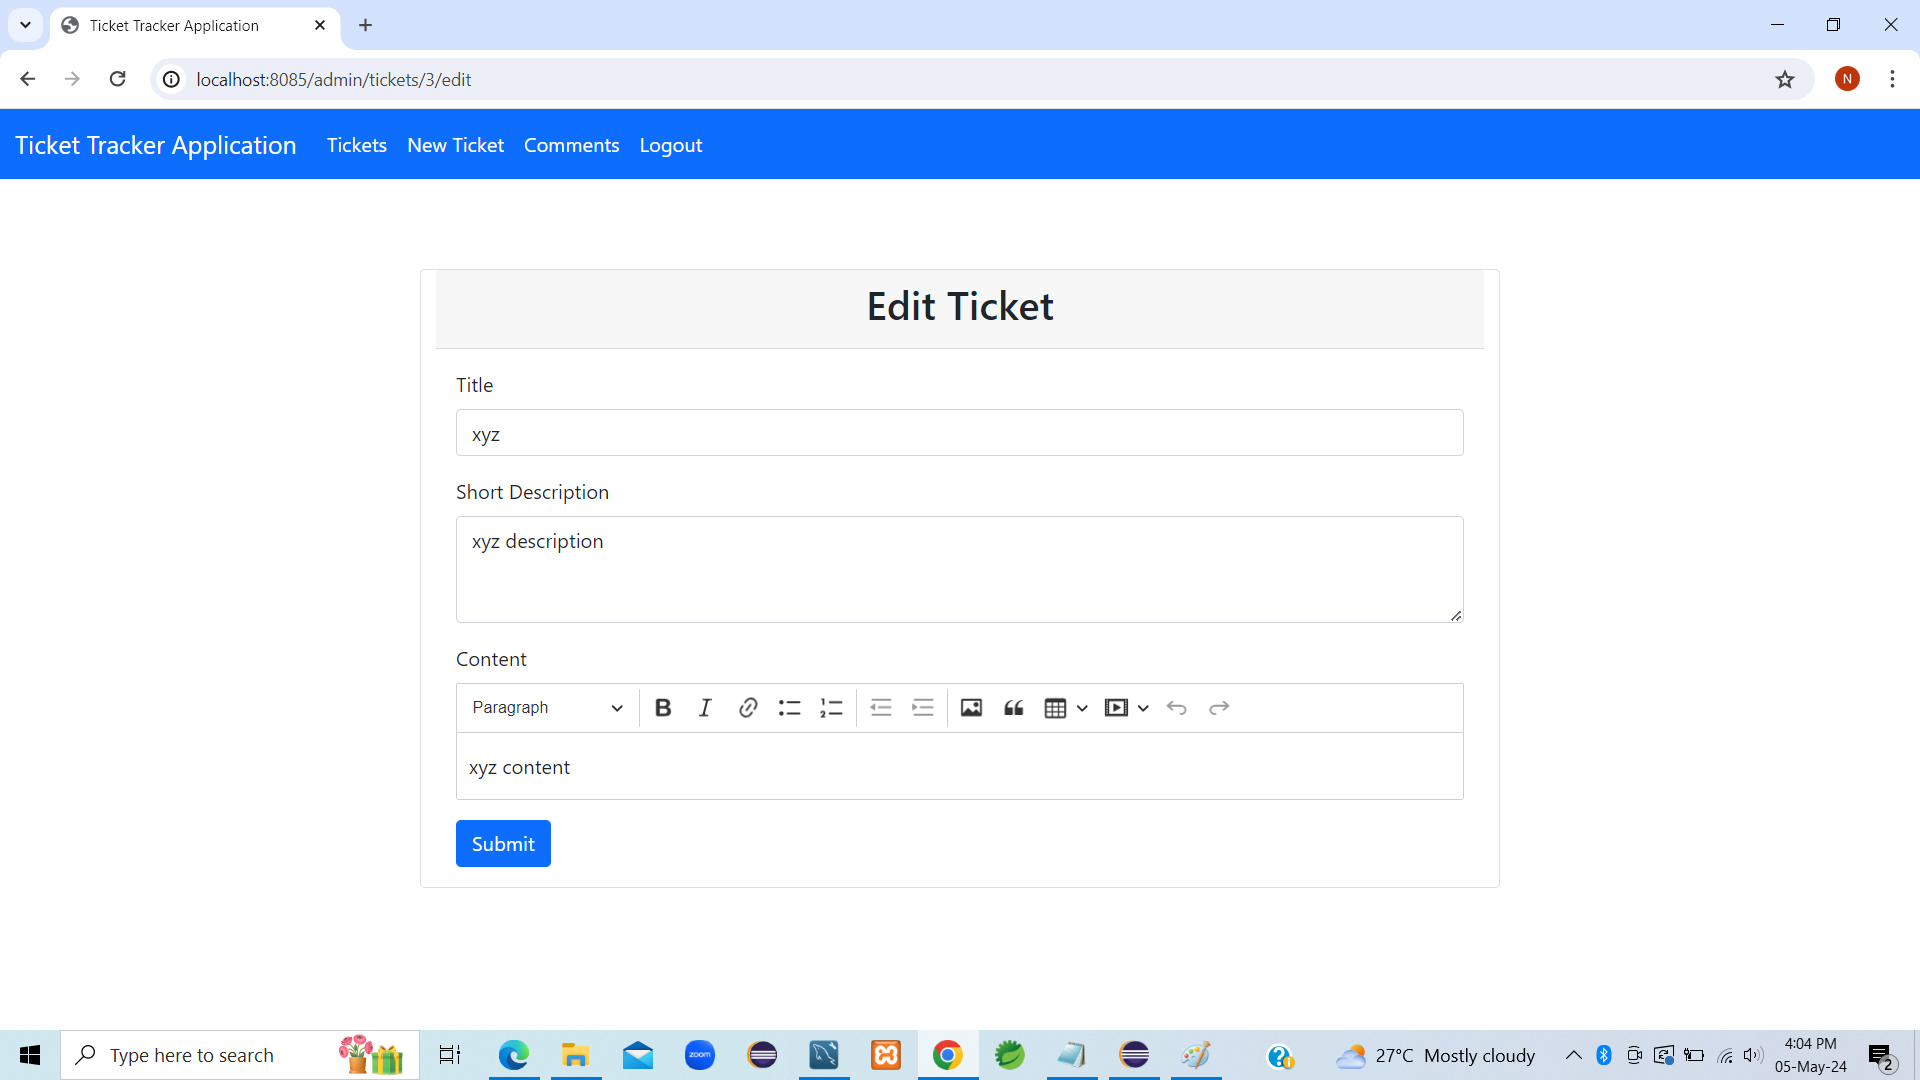 Ticket Tracker Application
localhost:8085/admin/tickets/3/edit
N
Ticket Tracker Application Tickets New Ticket Comments Logout
Edit Ticket
Title
xyz
Short Description
xyz description
Content
Paragraph
xyz content
Submit
Type here to search
zoom
27°C Mostly cloudy
4:04 PM
05-May-24
2